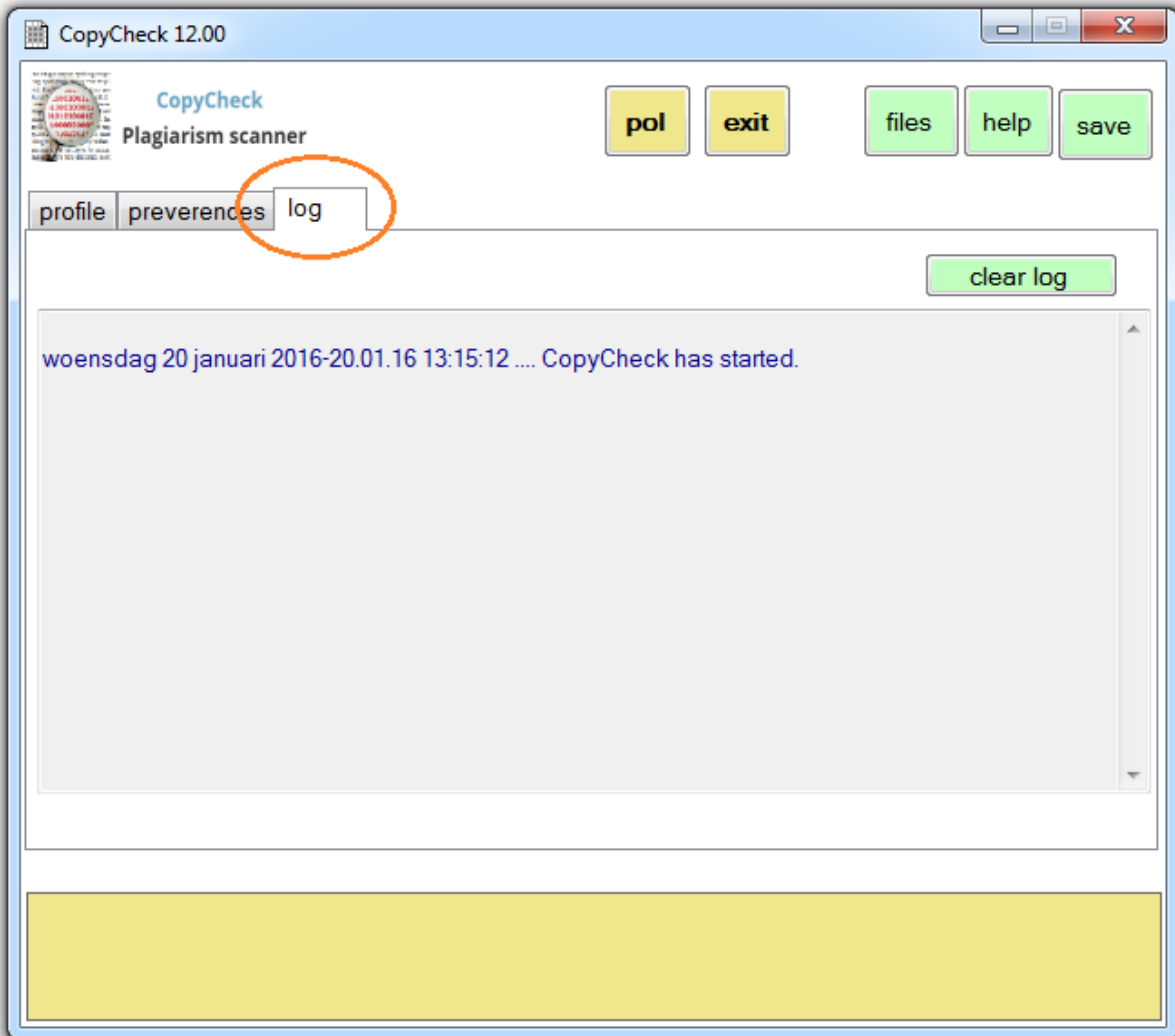 CopyCheck 12.00
CopyCheck
Plagiarism scanner
pol exit files help save
profile preverendes log
clear log
woensdag 20 januari 2016-20.01.16 13:15:12 .... CopyCheck has started.